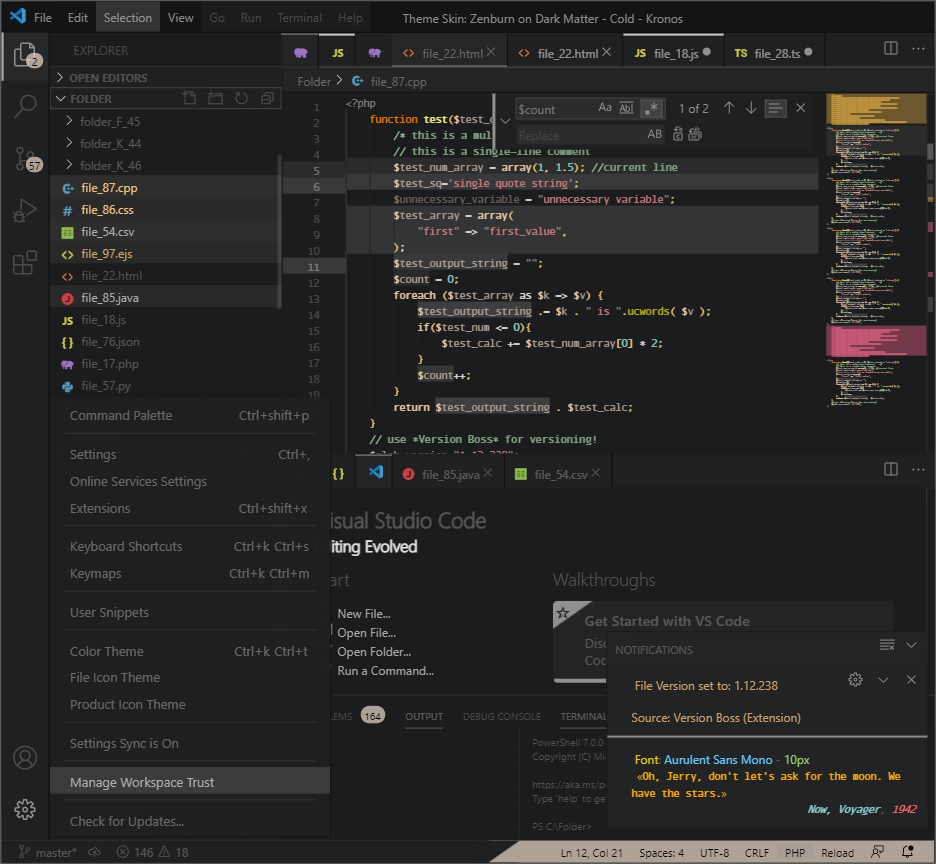 File Edit Selection View Go Run Terminal Help Theme Skin: Zenburn on Dark Matter - Cold - Kronos
2
EXPLORER
JS
file_22.html
file_22.html
JS file_18.js
TS file_28.ts
OPEN EDITORS
Folder > file_87.cpp
FOLDER
folder_F_45
folder_K_44
folder_K_46
57
file_87.cpp
# file_86.css
file_54.csv
file_97.ejs
file_22.html
file_85.java
JS file_18.js
{} file_76.json
file_17.php
file_57.py
1 <?php
2 function test($test_
3 /* this is a mul
4 // this is a single-line comment
5 $test_num_array = array(1, 1.5); //current line
6 $test_sq='single quote string';
7 $unnecessary_variable = "unnecessary variable";
8 $test_array = array(
9 "first" => "first_value",
10 );
11 $test_output_string = "";
12 $count = 0;
13 foreach ($test_array as $k => $v) {
14 $test_output_string .= $k . " is ".ucwords( $v );
15 if($test_num <= 0){
16 $test_calc += $test_num_array[0] * 2;
17 }
18 $count++;
}
return $test_output_string . $test_calc;
}
// use *Version Boss* for versioning!
$count Aa Abl .* 1 of 2
Replace AB
Command Palette Ctrl+shift+p
Settings Ctrl+,
Online Services Settings
Extensions Ctrl+shift+x
Keyboard Shortcuts Ctrl+k Ctrl+s
Keymaps Ctrl+k Ctrl+m
User Snippets
Color Theme Ctrl+k Ctrl+t
File Icon Theme
Product Icon Theme
Settings Sync is On
Manage Workspace Trust
Check for Updates...
{} file_85.java file_54.csv
isual Studio Code
iting Evolved
art
New File...
Open File...
Open Folder...
Run a Command...
Walkthroughs
Get Started with VS Code
Disc
Coc
LEMS 164 OUTPUT DEBUG CONSOLE TERMINAL
PowerShell 7.0.0
Copyright (C) Mi
https://aka.ms/p
Type 'help' to ge
PS C:\Folder>
NOTIFICATIONS
File Version set to: 1.12.238
Source: Version Boss (Extension)
Font: Aurulent Sans Mono - 10px
«Oh, Jerry, don't let's ask for the moon. We
have the stars.»
Now, Voyager, 1942
master* 146 18 Ln 12, Col 21 Spaces: 4 UTF-8 CRLF PHP Reload